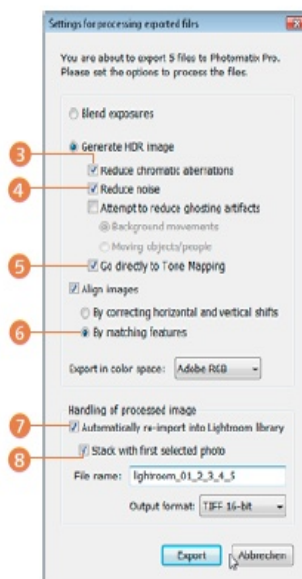 Settings for processing exported files
You are about to export 5 files to Photomatix Pro.
Please set the options to process the files.
Blend exposures
Generate HDR image
3
Reduce chromatic aberrations
4
Reduce noise
Attempt to reduce ghosting artifacts
Background movements
Moving objects/people
5
Go directly to Tone Mapping
Align images
By correcting horizontal and vertical shifts
6
By matching features
Export in color space: Adobe RGB
Handling of processed image
7
Automatically re-import into Lightroom library
8
Stack with first selected photo
File name: lightroom_01_2_3_4_5
Output format: TIFF 16-bit
Export Abbrechen